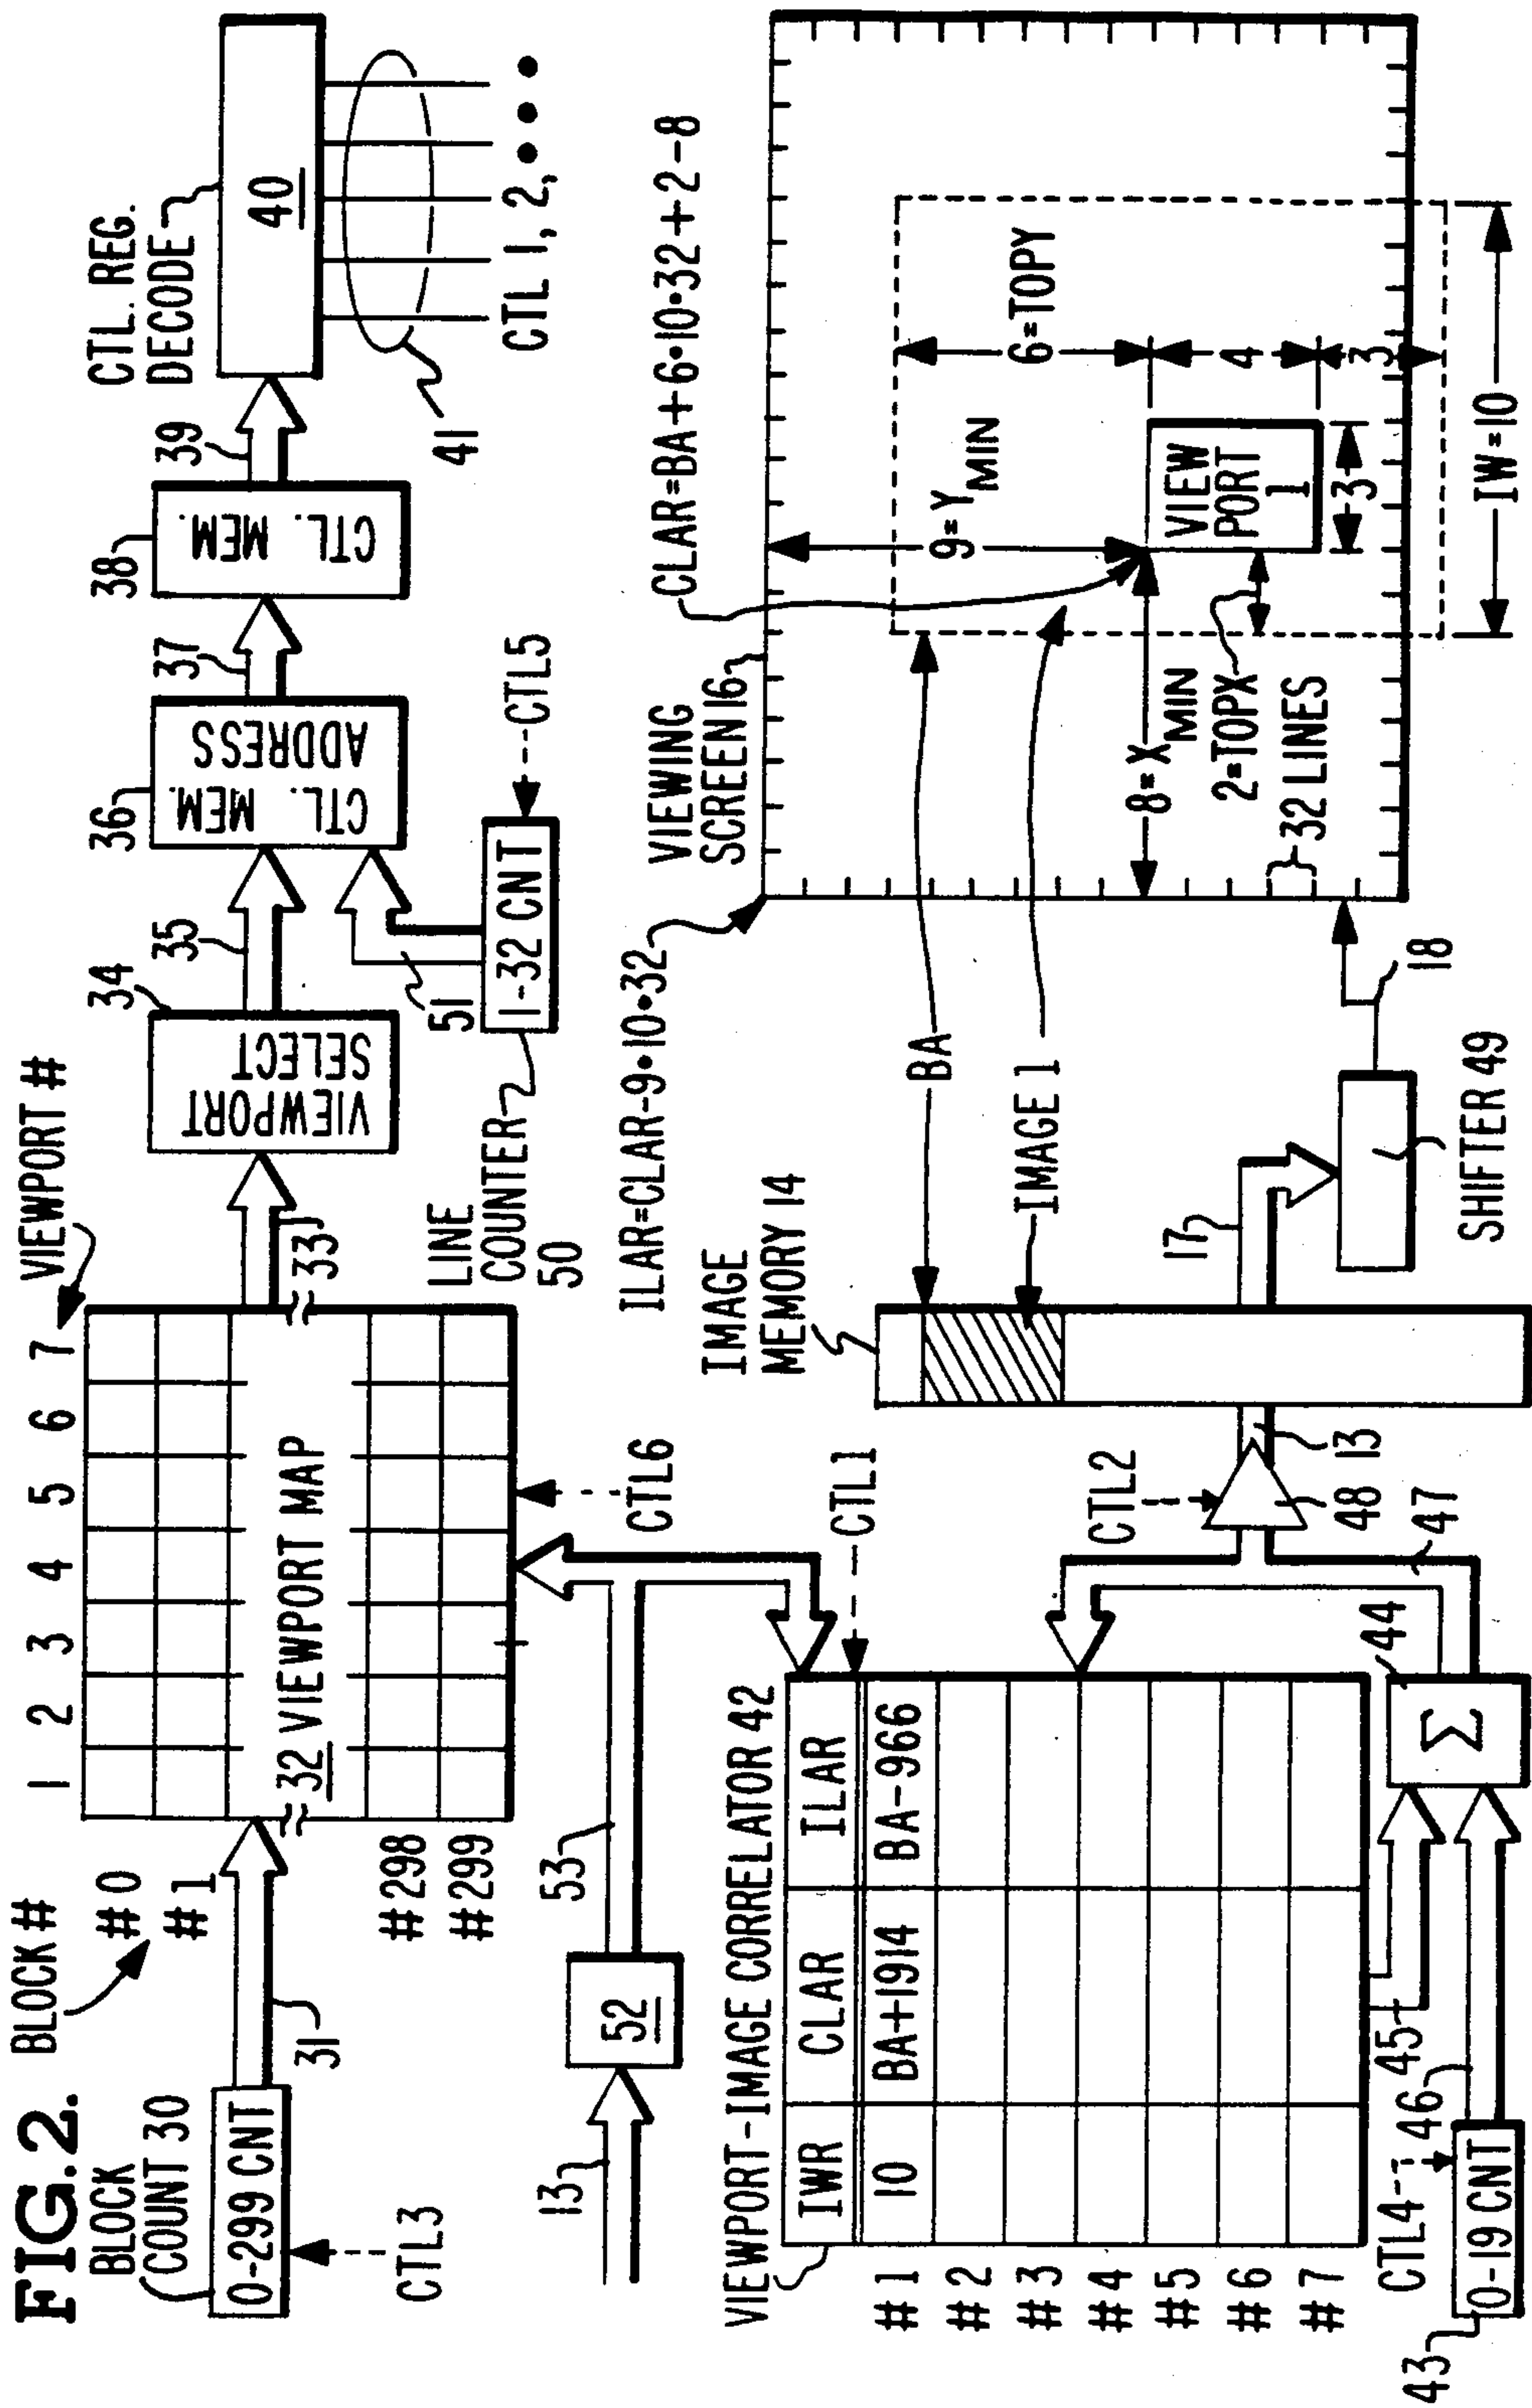 FIG.2.
BLOCK #
BLOCK
COUNT 30
0-299 CNT
CTL3
31
#0
#1
#298
#299
1 2 3 4 5 6 7
VIEWPORT #
32 VIEWPORT MAP
CTL6
33
VIEWPORT
SELECT
34
35
36
CTL. MEM.
ADDRESS
37
38
CTL.
MEM.
39
CTL. REG.
DECODE
40
41
CTL 1, 2, •••
LINE
COUNTER
50
1-32 CNT
51
CTL5
13
52
53
VIEWPORT-IMAGE CORRELATOR 42
IWR CLAR ILAR
10 BA+1914 BA-966
#1
#2
#3
#4
#5
#6
#7
CTL1
CTL4
43
0-19 CNT
45
46
44
Σ
47
CTL2
48
13
IMAGE
MEMORY 14
17
SHIFTER 49
18
BA
IMAGE 1
ILAR=CLAR-9•10•32
VIEWING
SCREEN 16
CLAR=BA+6•10•32+2-8
9=YMIN
6=TOPY
8=XMIN
VIEW
PORT
1
4
3
3
2=TOPX
32 LINES
IW=10